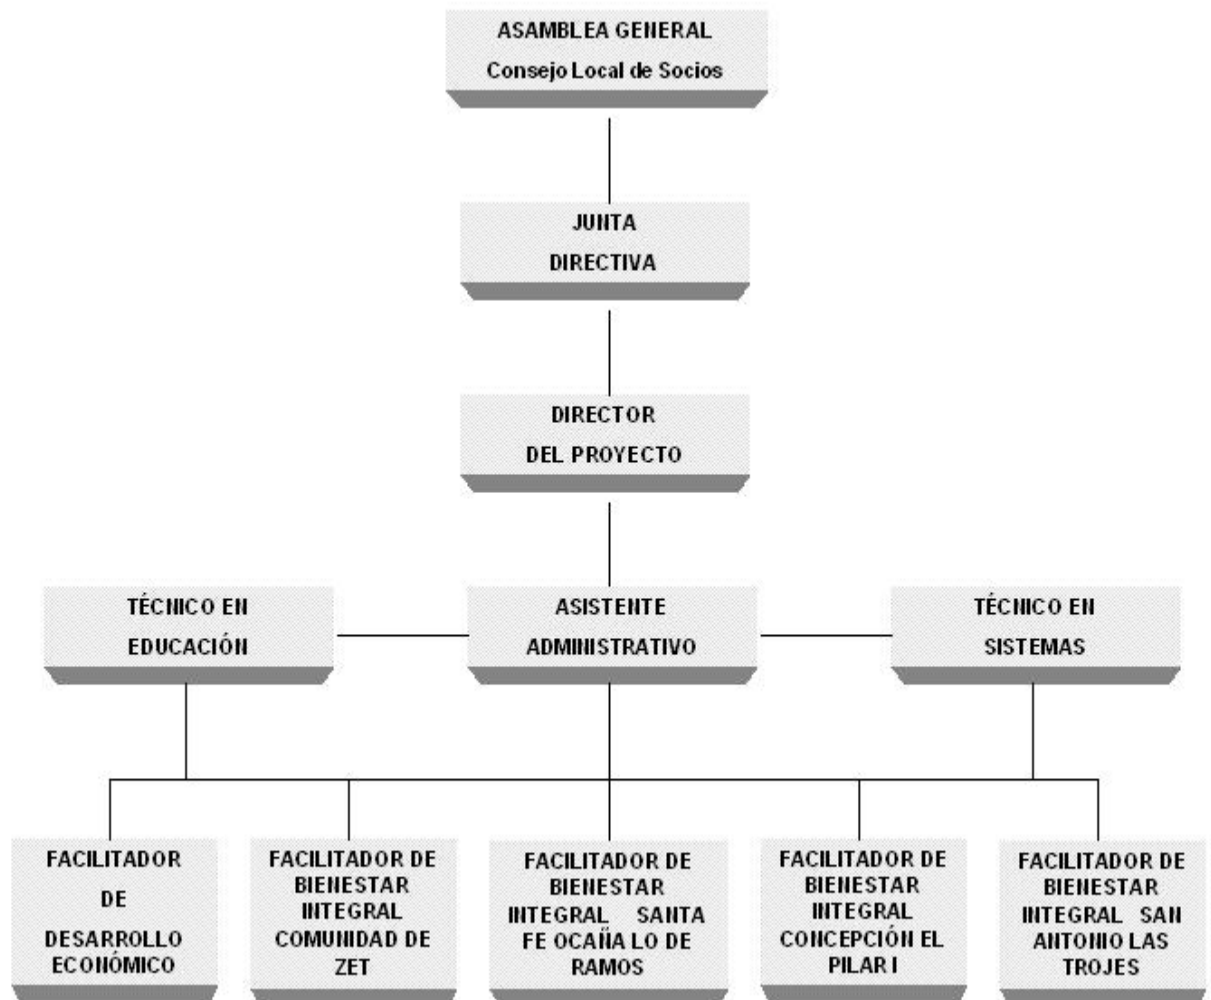 ASAMBLEA GENERAL
Consejo Local de Socios
JUNTA
DIRECTIVA
DIRECTOR
DEL PROYECTO
TÉCNICO EN
EDUCACIÓN
ASISTENTE
ADMINISTRATIVO
TÉCNICO EN
SISTEMAS
FACILITADOR
DE
DESARROLLO
ECONÓMICO
FACILITADOR DE
BIENESTAR
INTEGRAL
COMUNIDAD DE
ZET
FACILITADOR DE
BIENESTAR
INTEGRAL SANTA
FE OCAÑA LO DE
RAMOS
FACILITADOR DE
BIENESTAR
INTEGRAL
CONCEPCIÓN EL
PILAR I
FACILITADOR DE
BIENESTAR
INTEGRAL SAN
ANTONIO LAS
TROJES